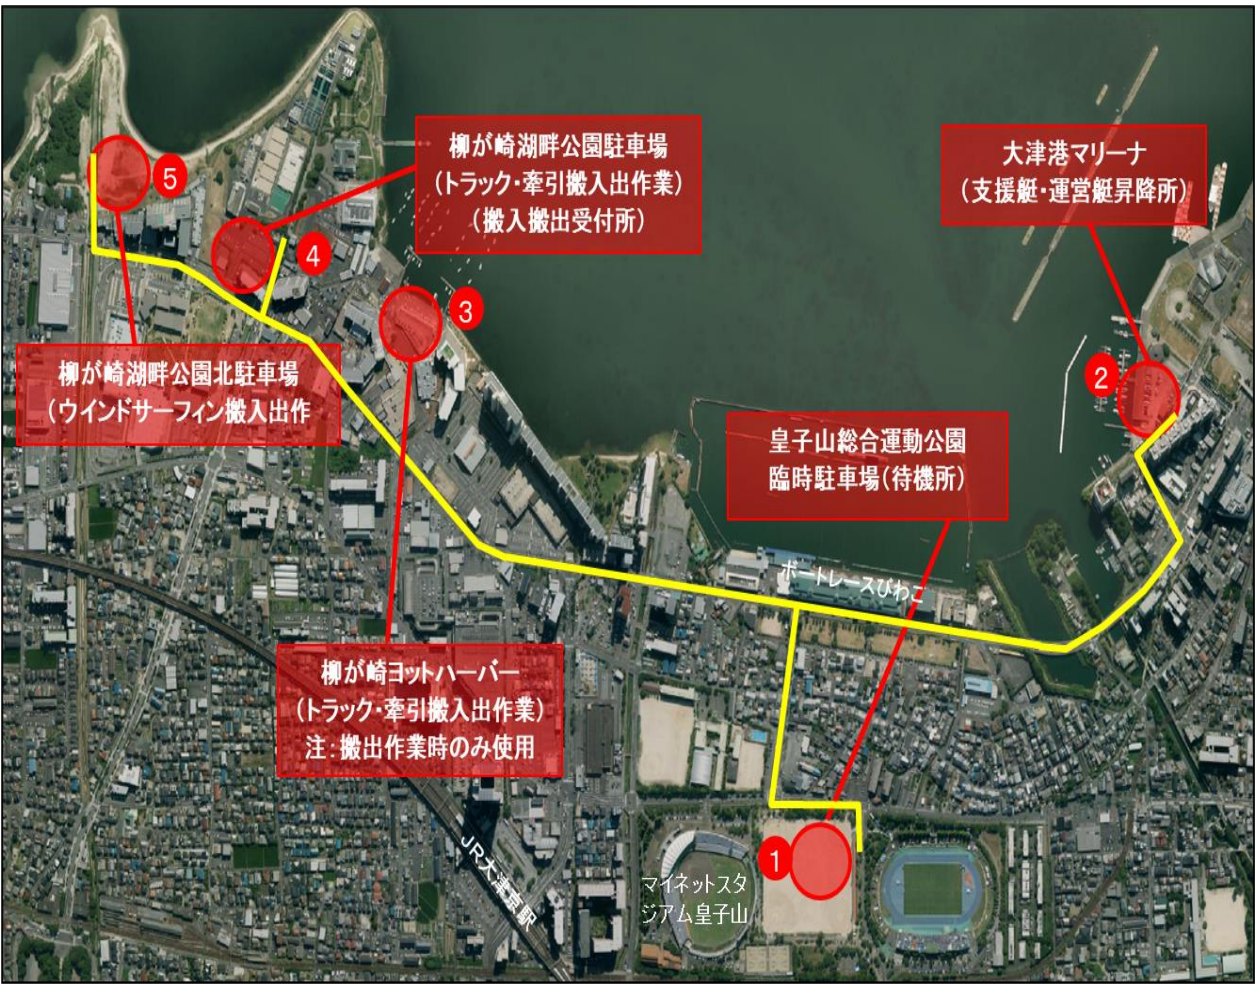 柳が崎湖畔公園駐車場
(トラック・牽引搬入出作業)
(搬入搬出受付所)
大津港マリーナ
(支援艇・運営艇昇降所)
5
4
3
2
柳が崎湖畔公園北駐車場
(ウインドサーフィン搬入出作
皇子山総合運動公園
臨時駐車場(待機所)
ボートレースびわこ
柳が崎ヨットハーバー
(トラック・牽引搬入出作業)
注:搬出作業時のみ使用
JR大津京駅
1
マイネットスタ
ジアム皇子山